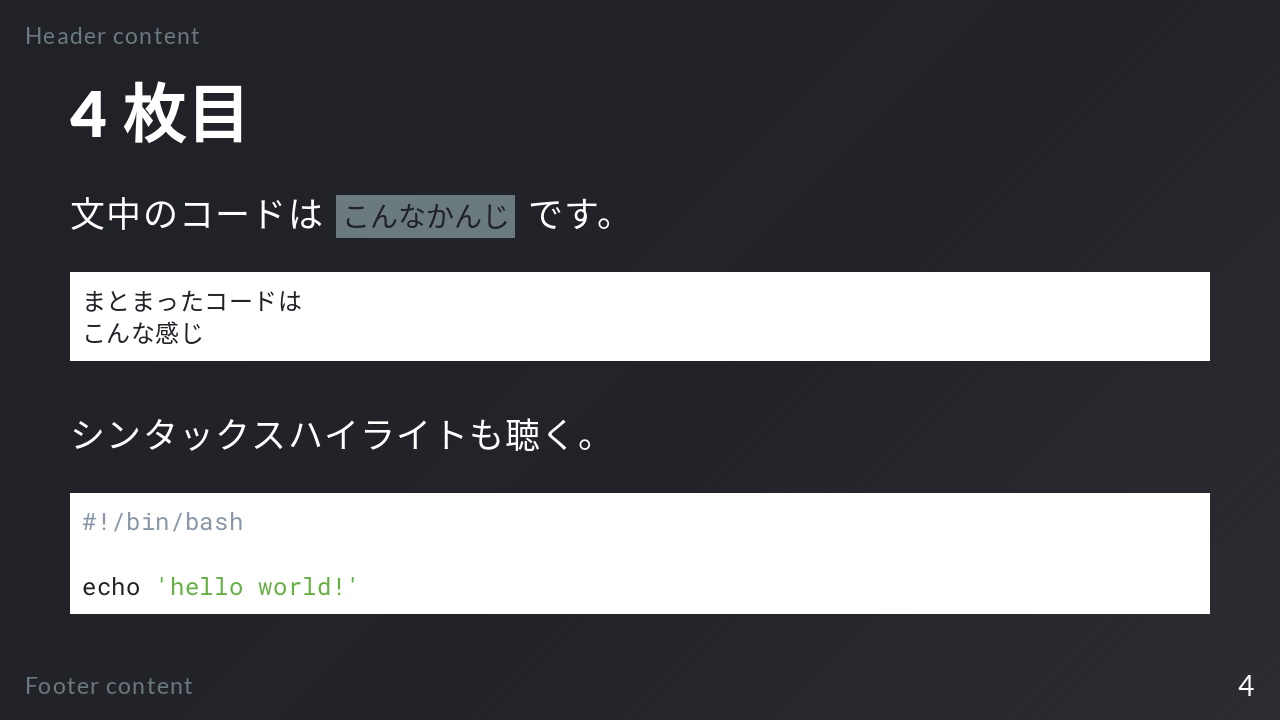 Header content
4 枚目
文中のコードは こんなかんじ です。
まとまったコードは
こんな感じ
シンタックスハイライトも聴く。
#!/bin/bash
echo 'hello world!'
Footer content
4